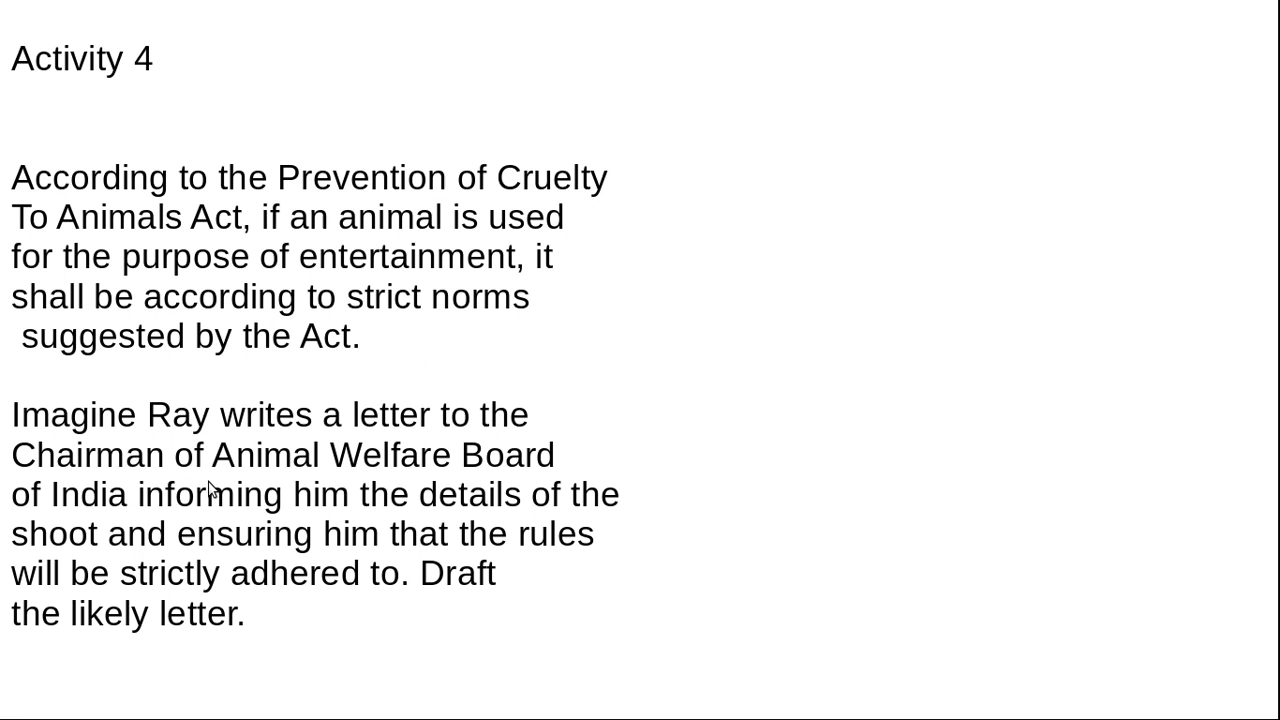 Activity 4
According to the Prevention of Cruelty
To Animals Act, if an animal is used
for the purpose of entertainment, it
shall be according to strict norms
suggested by the Act.
Imagine Ray writes a letter to the
Chairman of Animal Welfare Board
of India informing him the details of the
shoot and ensuring him that the rules
will be strictly adhered to. Draft
the likely letter.